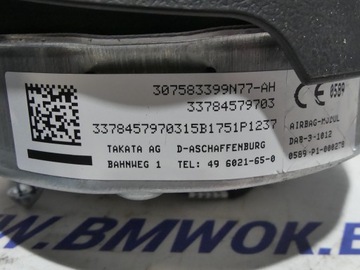 307583399N77-AH
33784579703
3378457970315B1751P1237
TAKATA AG D-ASCHAFFENBURG
BAHNWEG 1 TEL: 49 6021-65-0
CE 0589
AIRBAG-MODUL
DAB-3-1012
0589-P1-000278
WWW.BMWOK.